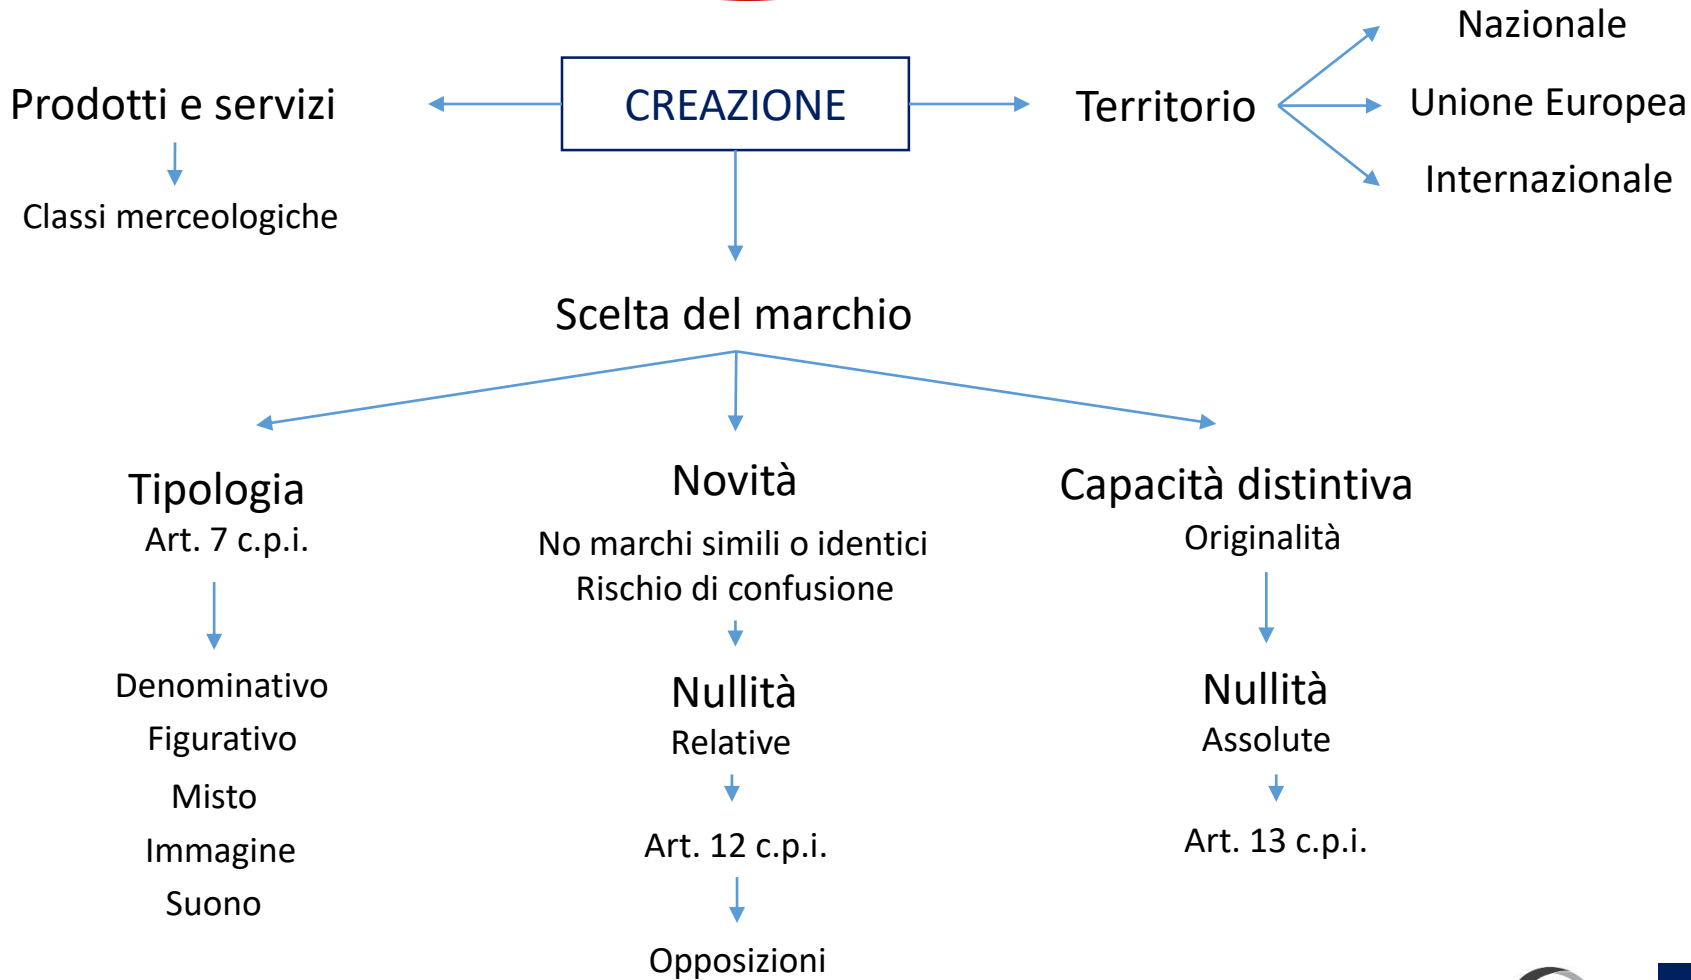 CREAZIONE
Prodotti e servizi
Classi merceologiche
Territorio
Nazionale
Unione Europea
Internazionale
Scelta del marchio
Tipologia
Art. 7 c.p.i.
Denominativo
Figurativo
Misto
Immagine
Suono
Novità
No marchi simili o identici
Rischio di confusione
Nullità
Relative
Art. 12 c.p.i.
Opposizioni
Capacità distintiva
Originalità
Nullità
Assolute
Art. 13 c.p.i.